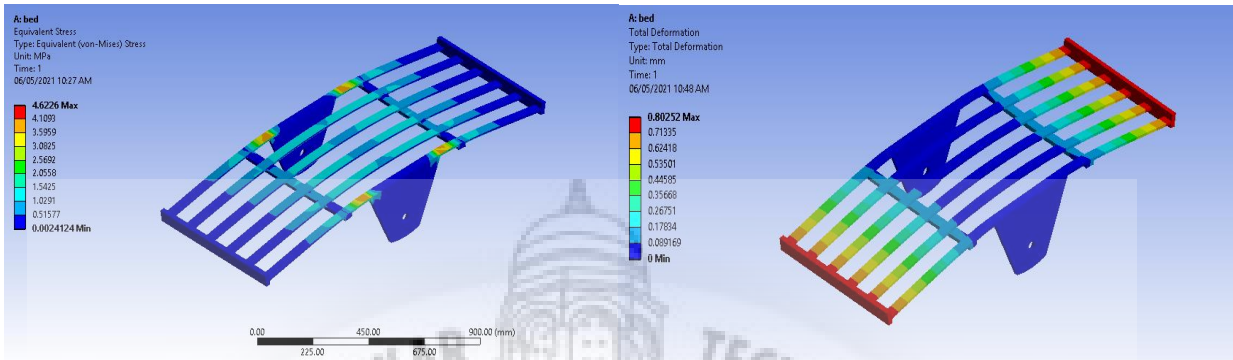 A: bed
Equivalent Stress
Type: Equivalent (von-Mises) Stress
Unit: MPa
Time: 1
06/05/2021 10:27 AM
4.6226 Max
4.1093
3.5959
3.0825
2.5692
2.0558
1.5425
1.0291
0.51577
0.0024124 Min
0.00
450.00
900.00 (mm)
225.00
675.00
A: bed
Total Deformation
Type: Total Deformation
Unit: mm
Time: 1
06/05/2021 10:48 AM
0.80252 Max
0.71335
0.62418
0.53501
0.44585
0.35668
0.26751
0.17834
0.089169
0 Min